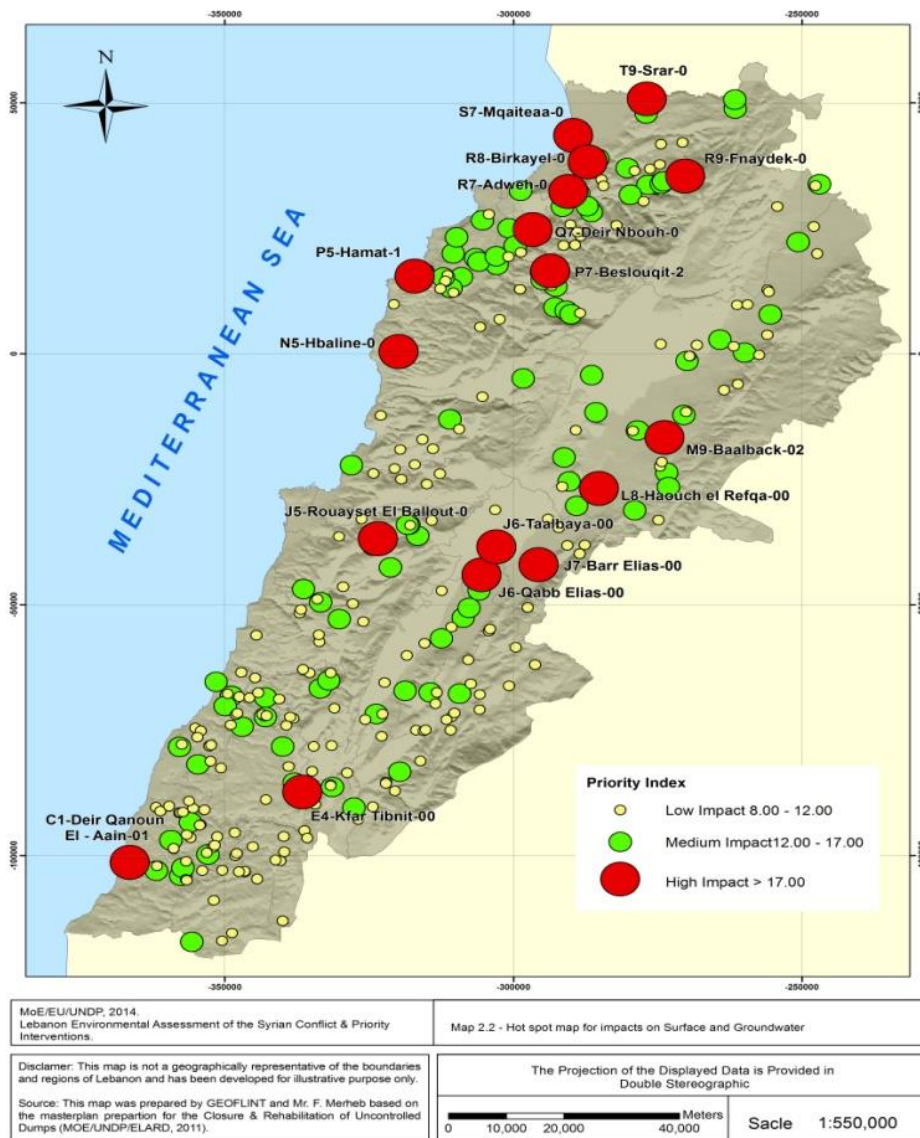 -350000
-300000
-250000
N
T9-Srar-0
S7-Mqaiteaa-0
R8-Birkayel-0
R9-Fnaydek-0
R7-Adweh-0
Q7-Deir Nbouh-0
P5-Hamat-1
P7-Beslouqit-2
N5-Hbaline-0
MEDITERRANEAN SEA
M9-Baalback-02
L8-Haouch el Refqa-00
J5-Rouayset El Ballout-0
J6-Taalbaya-00
J7-Barr Elias-00
J6-Qabb Elias-00
E4-Kfar Tibnit-00
C1-Deir Qanoun
El - Aain-01
50000
0
0
Priority Index
Low Impact 8.00 - 12.00
Medium Impact12.00 - 17.00
High Impact > 17.00
-350000
-300000
-250000
MoE/EU/UNDP, 2014.
Lebanon Environmental Assessment of the Syrian Conflict & Priority
Interventions.
Map 2.2 - Hot spot map for impacts on Surface and Groundwater
Disclamer: This map is not a geographically representative of the boundaries
and regions of Lebanon and has been developed for illustrative purpose only.
Source: This map was prepared by GEOFLINT and Mr. F. Merheb based on
the masterplan prepartion for the Closure & Rehabilitation of Uncontrolled
Dumps (MOE/UNDP/ELARD, 2011).
The Projection of the Displayed Data is Provided in
Double Stereographic
Meters
0 10,000 20,000 40,000
Sacle 1:550,000